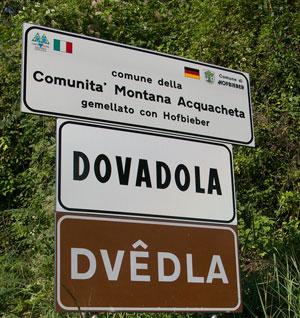 comune della
Comune di
HOFBIEBER
Comunita' Montana Acquacheta
gemellato con Hofbieber
DOVADOLA
DVÊDLA